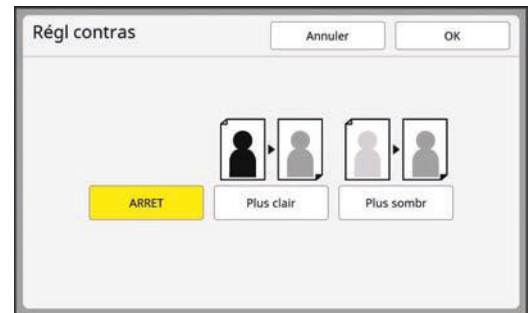 Régl contras
Annuler
OK
ARRET
Plus clair
Plus sombr